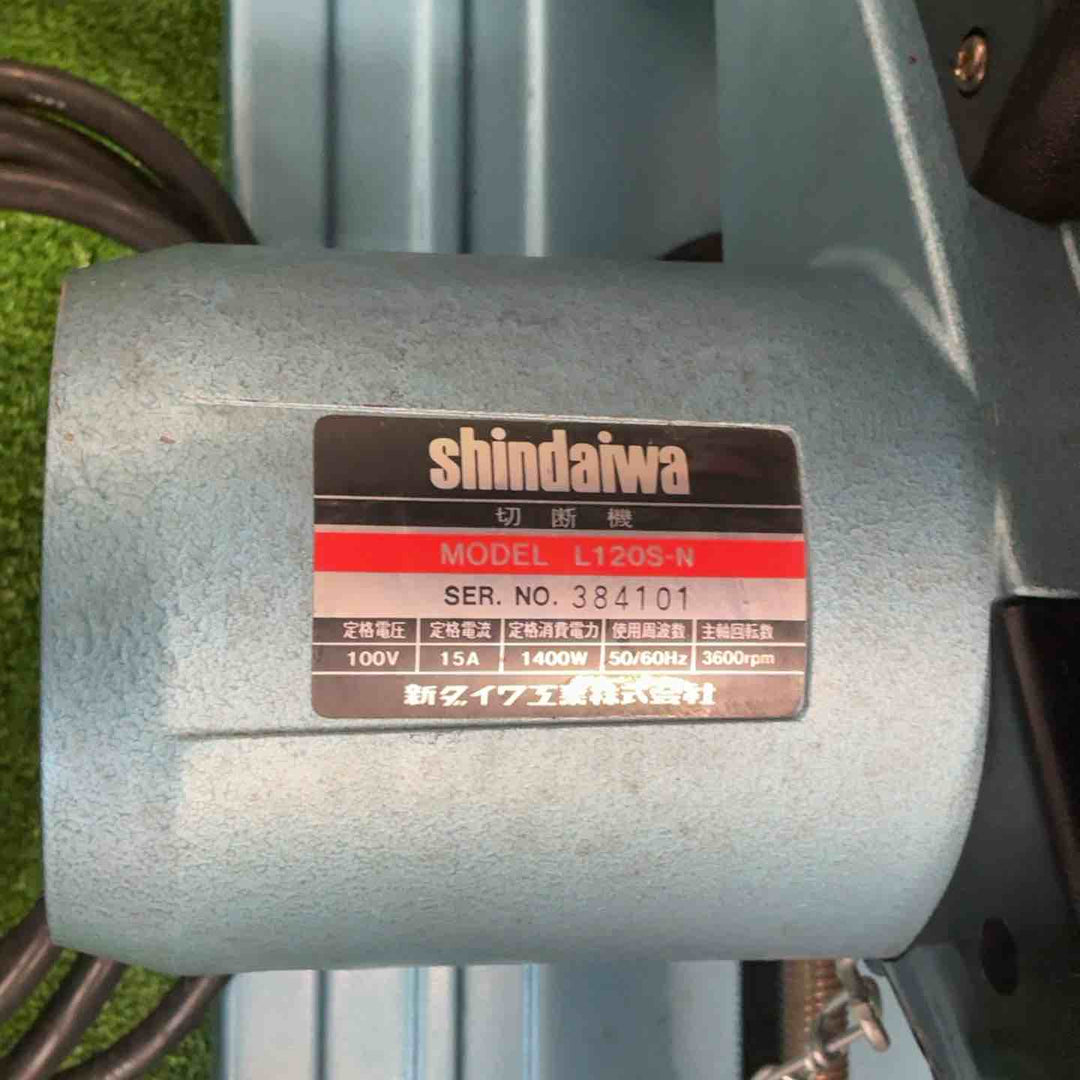 shindaiwa
切断機
MODEL L120S-N
SER. NO. 384101
定格電圧 定格電流 定格消費電力 使用周波数 主軸回転数
100V 15A 1400W 50/60Hz 3600rpm
新ダイワ工業株式会社